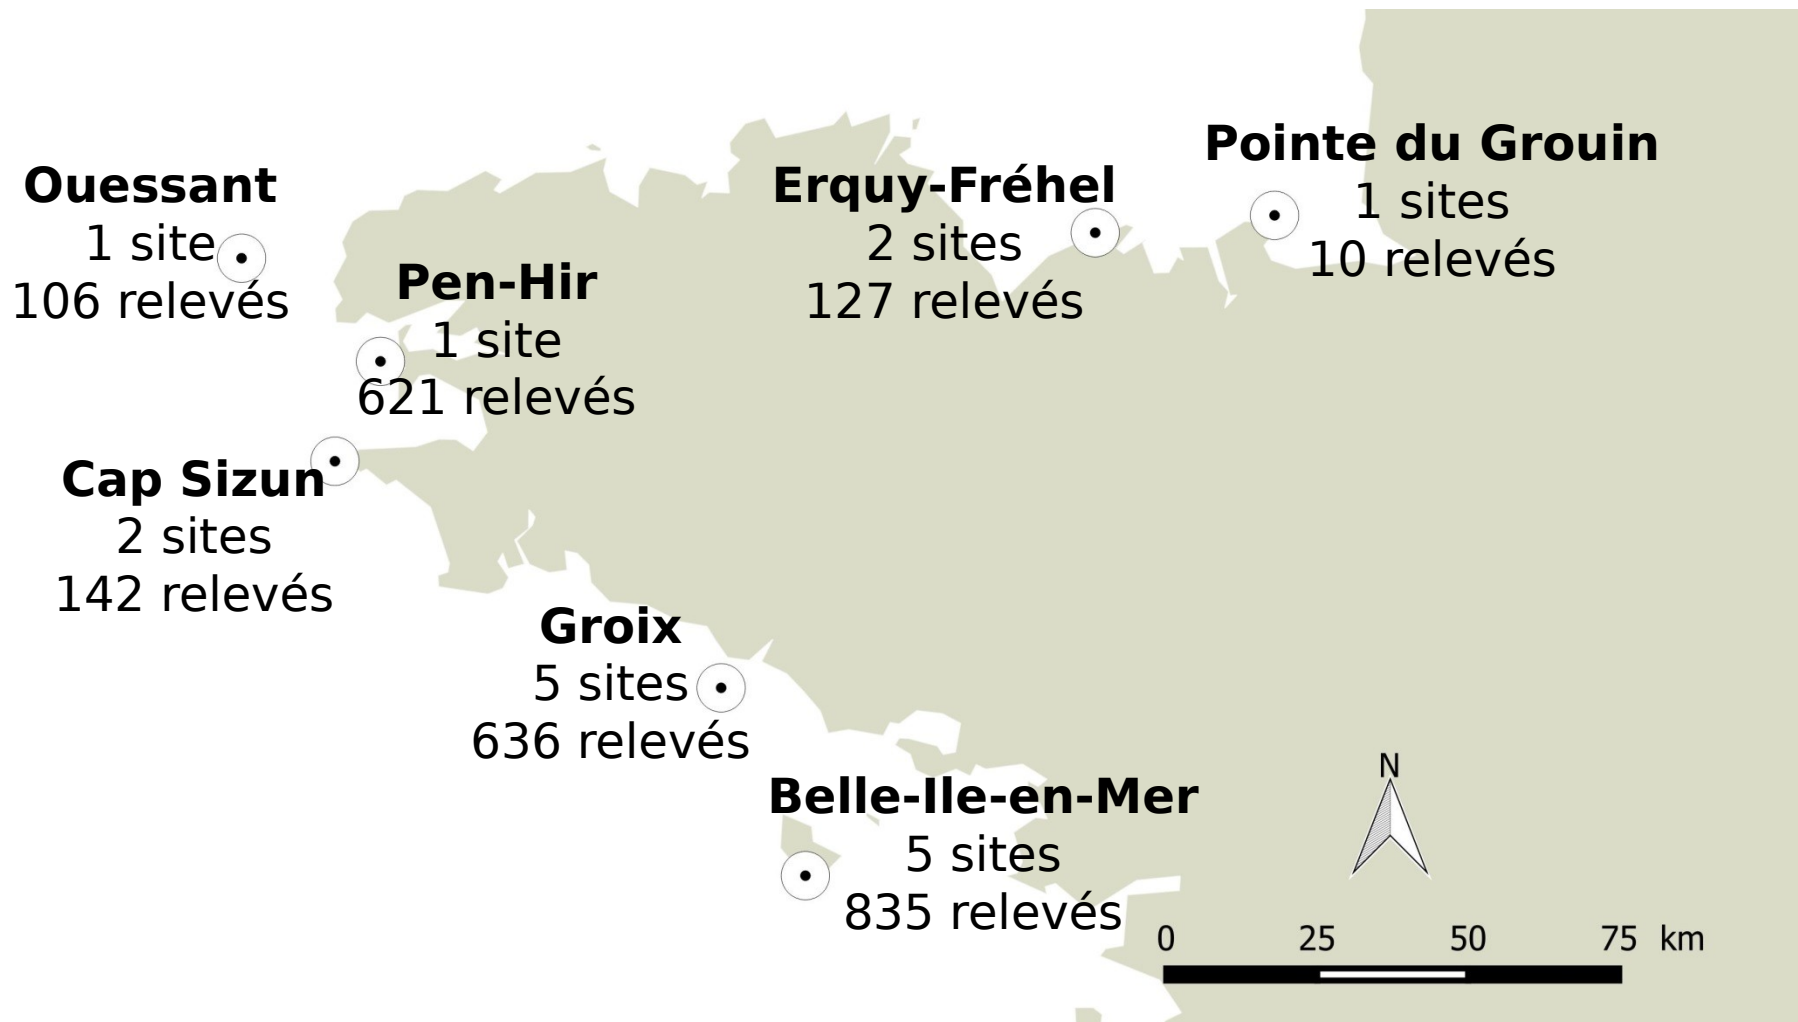 Pointe du Grouin
1 sites
10 relevés
Ouessant
1 site
106 relevés
Erquy-Fréhel
2 sites
127 relevés
Pen-Hir
1 site
621 relevés
Cap Sizun
2 sites
142 relevés
Groix
5 sites
636 relevés
Belle-Ile-en-Mer
5 sites
835 relevés
N
0 25 50 75 km